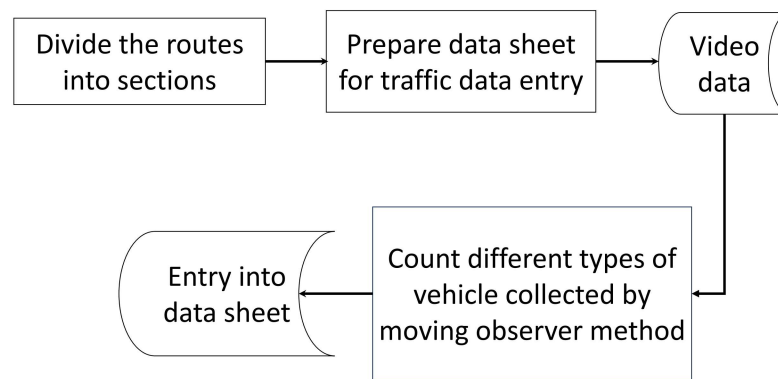 Divide the routes
into sections
Prepare data sheet
for traffic data entry
Video
data
Count different types of
vehicle collected by
moving observer method
Entry into
data sheet